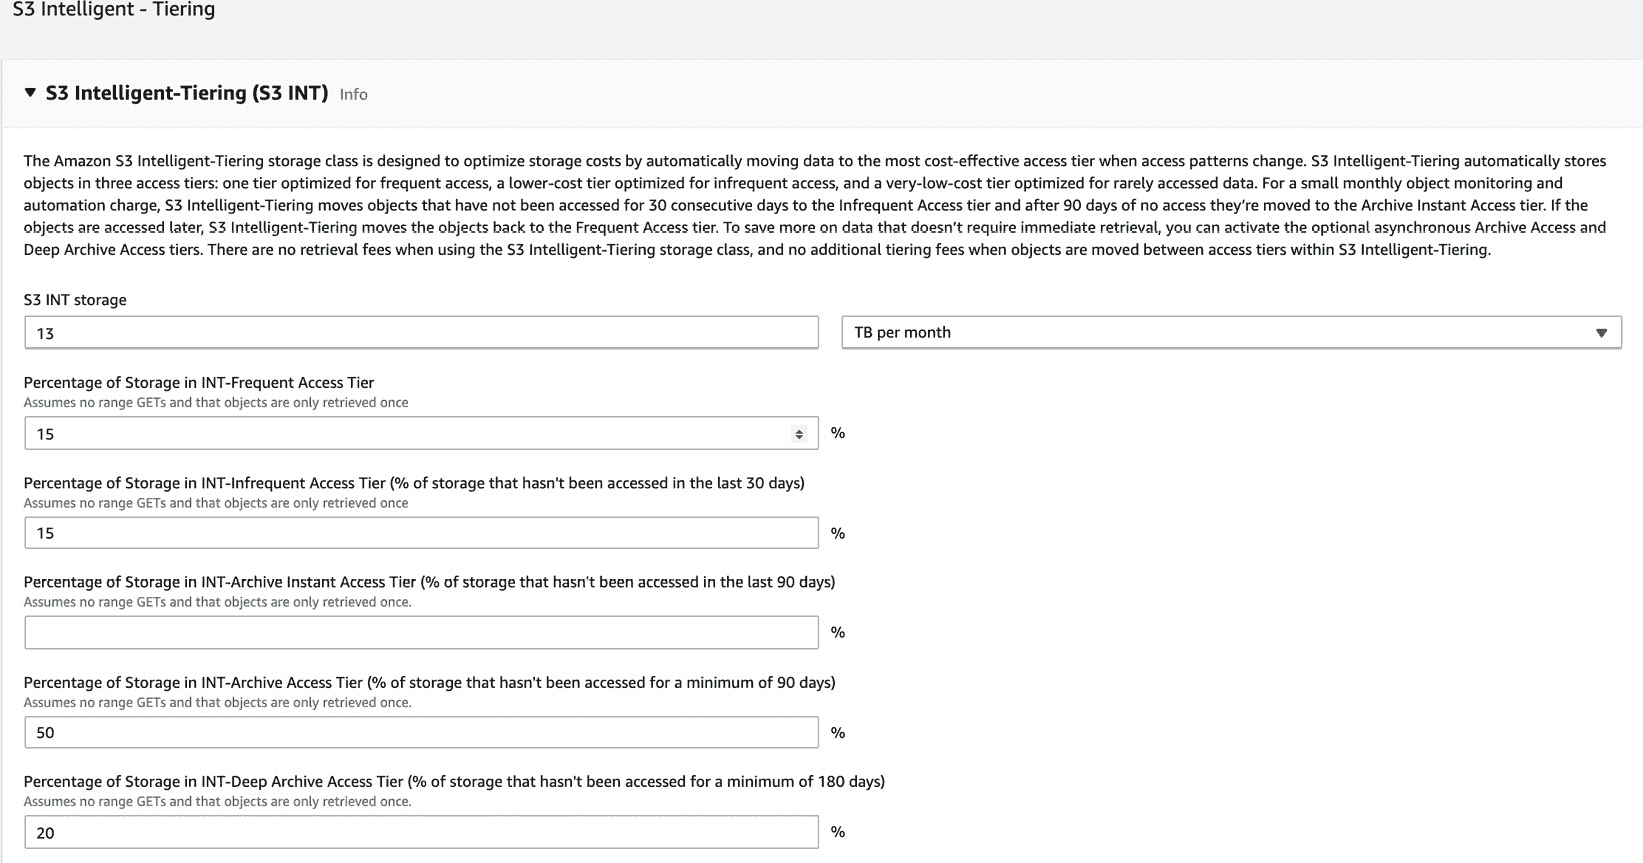 S3 Intelligent - Tiering
S3 Intelligent-Tiering (S3 INT) Info
The Amazon S3 Intelligent-Tiering storage class is designed to optimize storage costs by automatically moving data to the most cost-effective access tier when access patterns change. S3 Intelligent-Tiering automatically stores
objects in three access tiers: one tier optimized for frequent access, a lower-cost tier optimized for infrequent access, and a very-low-cost tier optimized for rarely accessed data. For a small monthly object monitoring and
automation charge, S3 Intelligent-Tiering moves objects that have not been accessed for 30 consecutive days to the Infrequent Access tier and after 90 days of no access they’re moved to the Archive Instant Access tier. If the
objects are accessed later, S3 Intelligent-Tiering moves the objects back to the Frequent Access tier. To save more on data that doesn’t require immediate retrieval, you can activate the optional asynchronous Archive Access and
Deep Archive Access tiers. There are no retrieval fees when using the S3 Intelligent-Tiering storage class, and no additional tiering fees when objects are moved between access tiers within S3 Intelligent-Tiering.
S3 INT storage
13 TB per month
Percentage of Storage in INT-Frequent Access Tier
Assumes no range GETs and that objects are only retrieved once
15 %
Percentage of Storage in INT-Infrequent Access Tier (% of storage that hasn't been accessed in the last 30 days)
Assumes no range GETs and that objects are only retrieved once
15 %
Percentage of Storage in INT-Archive Instant Access Tier (% of storage that hasn't been accessed in the last 90 days)
Assumes no range GETs and that objects are only retrieved once.
%
Percentage of Storage in INT-Archive Access Tier (% of storage that hasn't been accessed for a minimum of 90 days)
Assumes no range GETs and that objects are only retrieved once.
50 %
Percentage of Storage in INT-Deep Archive Access Tier (% of storage that hasn't been accessed for a minimum of 180 days)
Assumes no range GETs and that objects are only retrieved once.
20 %